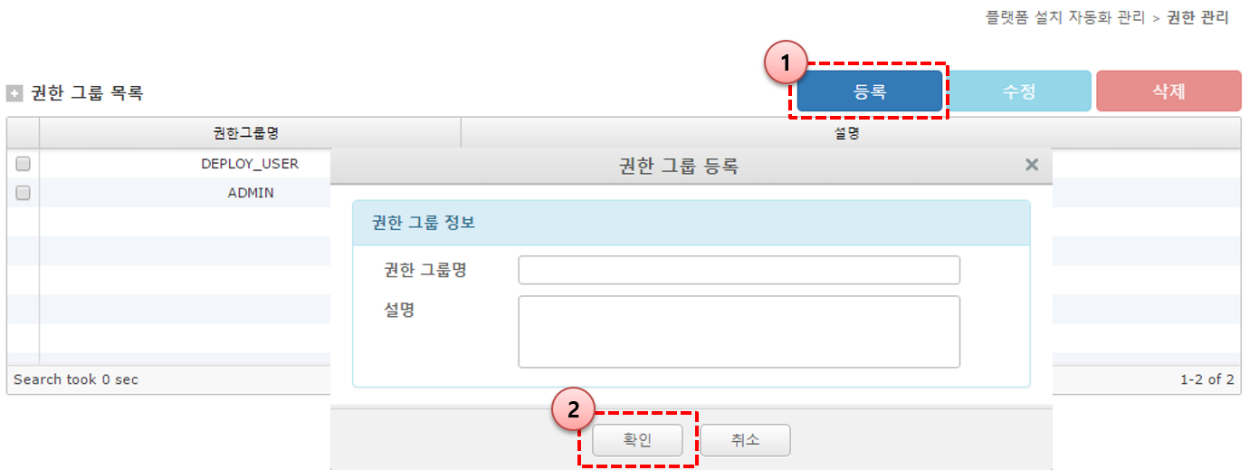 플랫폼 설치 자동화 관리 > 권한 관리
1
권한 그룹 목록
등록 수정 삭제
권한그룹명 설명
DEPLOY_USER
ADMIN
권한 그룹 등록 ×
권한 그룹 정보
권한 그룹명
설명
Search took 0 sec
1-2 of 2
2
확인 취소